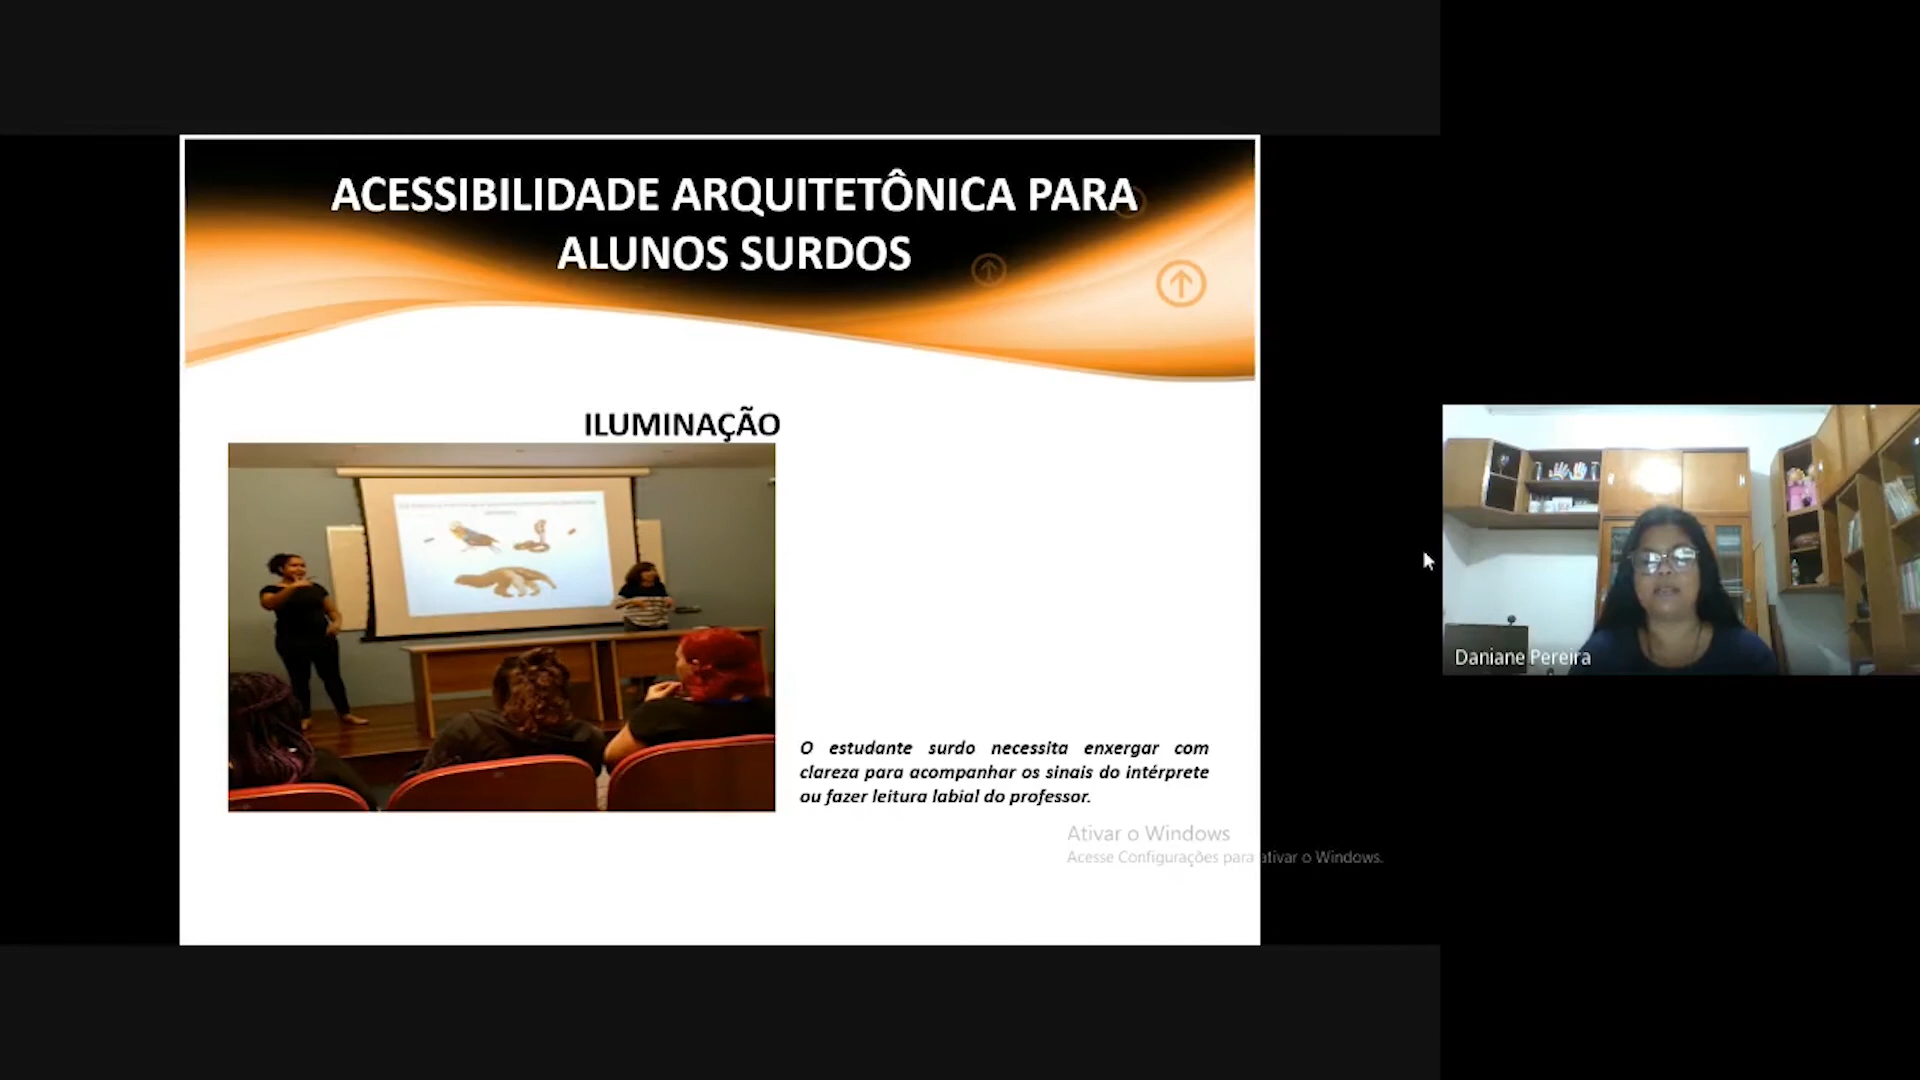 ACESSIBILIDADE ARQUITETÔNICA PARA
ALUNOS SURDOS
ILUMINAÇÃO
O estudante surdo necessita enxergar com
clareza para acompanhar os sinais do intérprete
ou fazer leitura labial do professor.
Ativar o Windows
Acesse Configurações para ativar o Windows.
Daniane Pereira